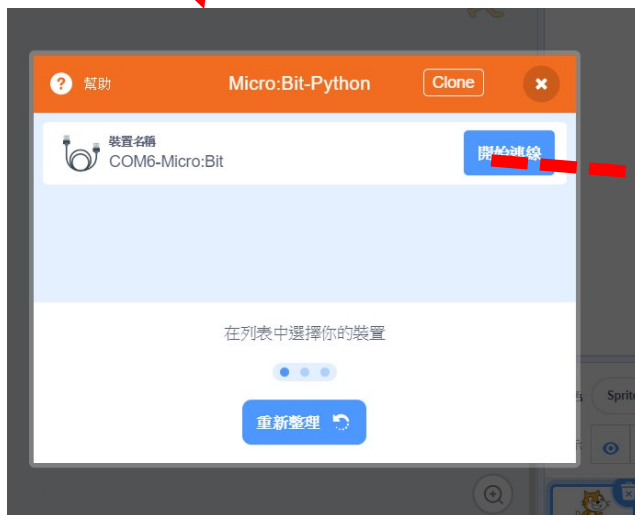 幫助
Micro:Bit-Python
Clone
裝置名稱
COM6-Micro:Bit
開始連線
在列表中選擇你的裝置
重新整理
Sprite